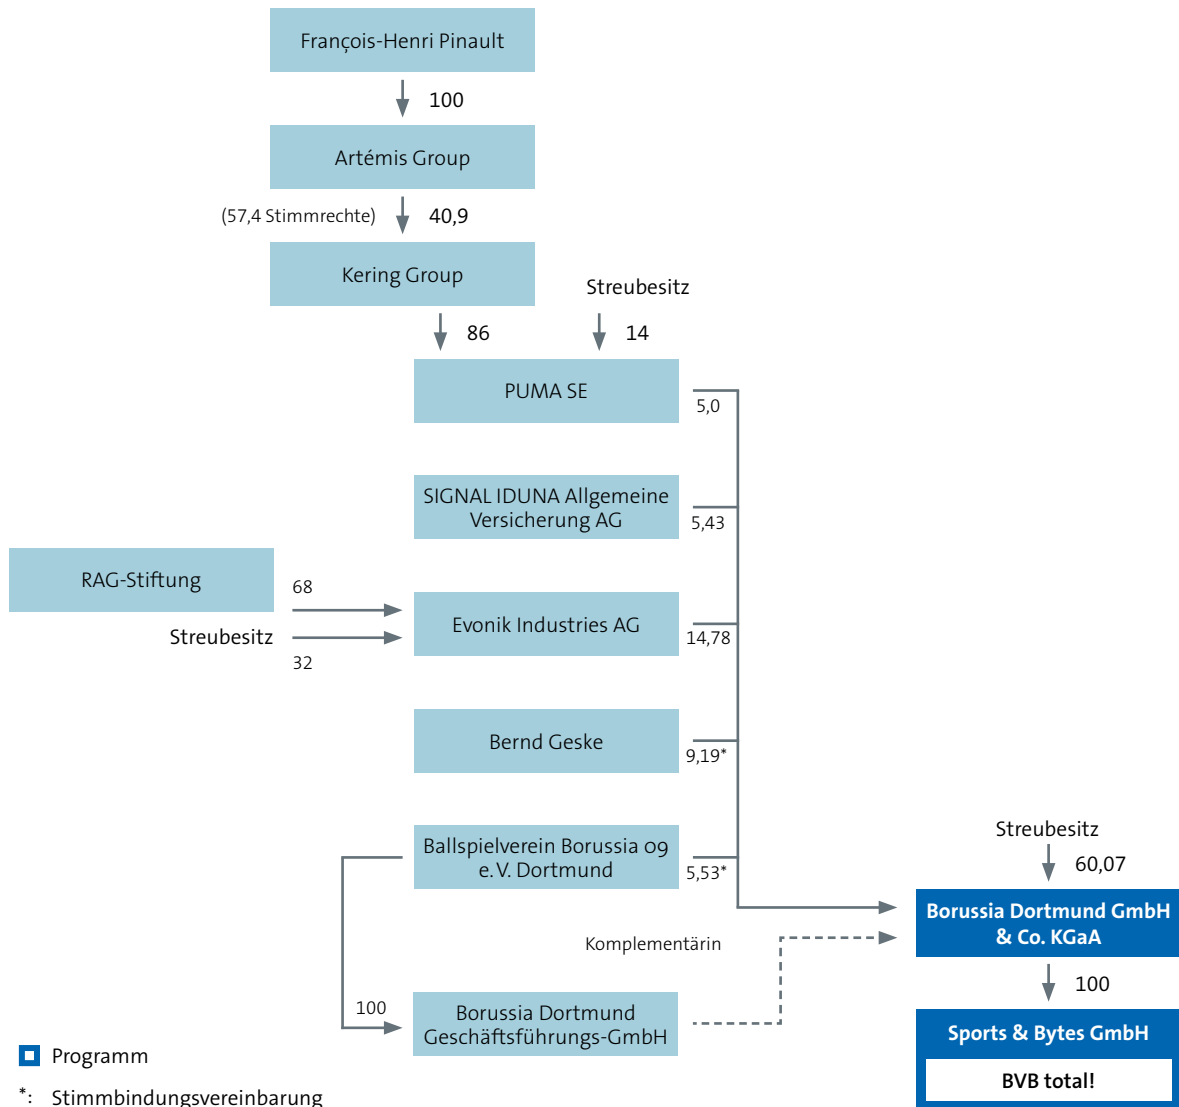 François-Henri Pinault
100
Artémis Group
(57,4 Stimmrechte)
40,9
Kering Group
Streubesitz
86
14
PUMA SE
5,0
SIGNAL IDUNA Allgemeine
Versicherung AG
5,43
RAG-Stiftung
68
Streubesitz
32
Evonik Industries AG
14,78
Bernd Geske
9,19*
Ballspielverein Borussia 09
e. V. Dortmund
5,53*
Streubesitz
60,07
Borussia Dortmund GmbH
& Co. KGaA
Komplementärin
100
100
Borussia Dortmund
Geschäftsführungs-GmbH
Sports & Bytes GmbH
BVB total!
Programm
*: Stimmbindungsvereinbarung